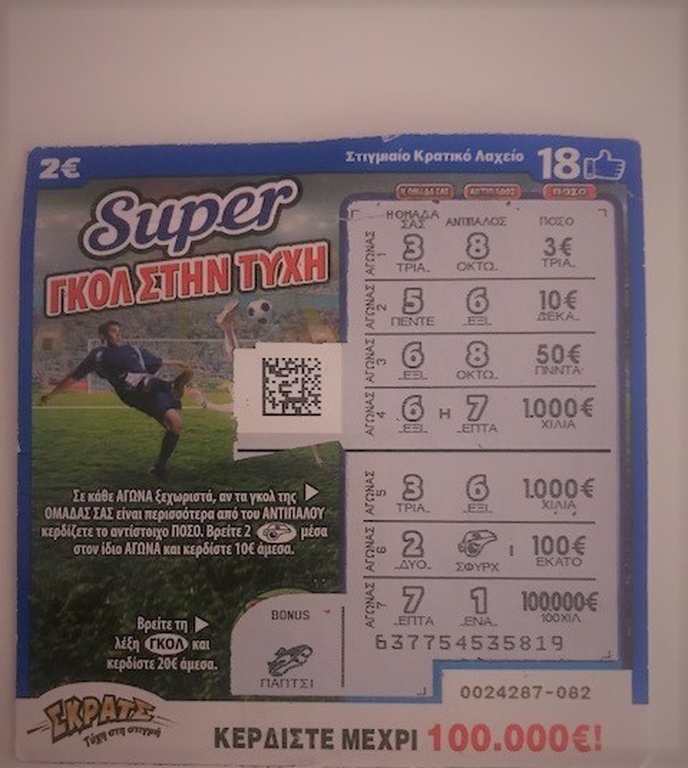 2€ Στιγμιαίο Κρατικό Λαχείο 18
Super
ΓΚΟΛ ΣΤΗΝ ΤΥΧΗ
Η ΟΜΑΔΑ ΣΑΣ ΑΝΤΙΠΑΛΟΣ ΠΟΣΟ
ΗΟΜΑΔΑ ΣΑΣ ΑΝΤΙΠΑΛΟΣ ΠΟΣΟ
ΑΓΩΝΑΣ 1 3 8 3€
ΤΡΙΑ ΟΚΤΩ ΤΡΙΑ
ΑΓΩΝΑΣ 2 5 6 10€
ΠΕΝΤΕ ΕΞΙ ΔΕΚΑ
ΑΓΩΝΑΣ 3 6 8 50€
ΕΞΙ ΟΚΤΩ ΠΝΝΤΑ
ΑΓΩΝΑΣ 4 6 Η 7 1.000€
ΕΞΙ ΕΠΤΑ ΧΙΛΙΑ
ΑΓΩΝΑΣ 5 3 6 1.000€
ΤΡΙΑ ΕΞΙ ΧΙΛΙΑ
ΑΓΩΝΑΣ 6 2 100€
ΔΥΟ ΣΦΥΡΧ ΕΚΑΤΟ
ΑΓΩΝΑΣ 7 7 1 100.000€
ΕΠΤΑ ΕΝΑ 100ΧΙΛ
637754535819
0024287-082
Σε κάθε ΑΓΩΝΑ ξεχωριστά, αν τα γκολ της
ΟΜΑΔΑΣ ΣΑΣ είναι περισσότερα από του ΑΝΤΙΠΑΛΟΥ
κερδίζετε το αντίστοιχο ΠΟΣΟ. Βρείτε 2 μέσα
στον ίδιο ΑΓΩΝΑ και κερδίστε 10€ άμεσα.
Βρείτε τη
λέξη ΓΚΟΛ και
κερδίστε 20€ άμεσα.
BONUS
ΠΑΠΤΣΙ
ΣΚΡΑΤΣ
Τύχη στη στιγμή
ΚΕΡΔΙΣΤΕ ΜΕΧΡΙ 100.000€!